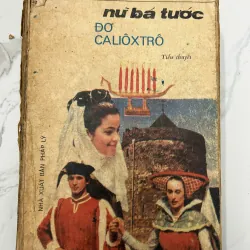 nữ bá tước
ĐƠ
CALIÔXTRÔ
Tiểu thuyết
NHÀ XUẤT BẢN PHÁP LÝ